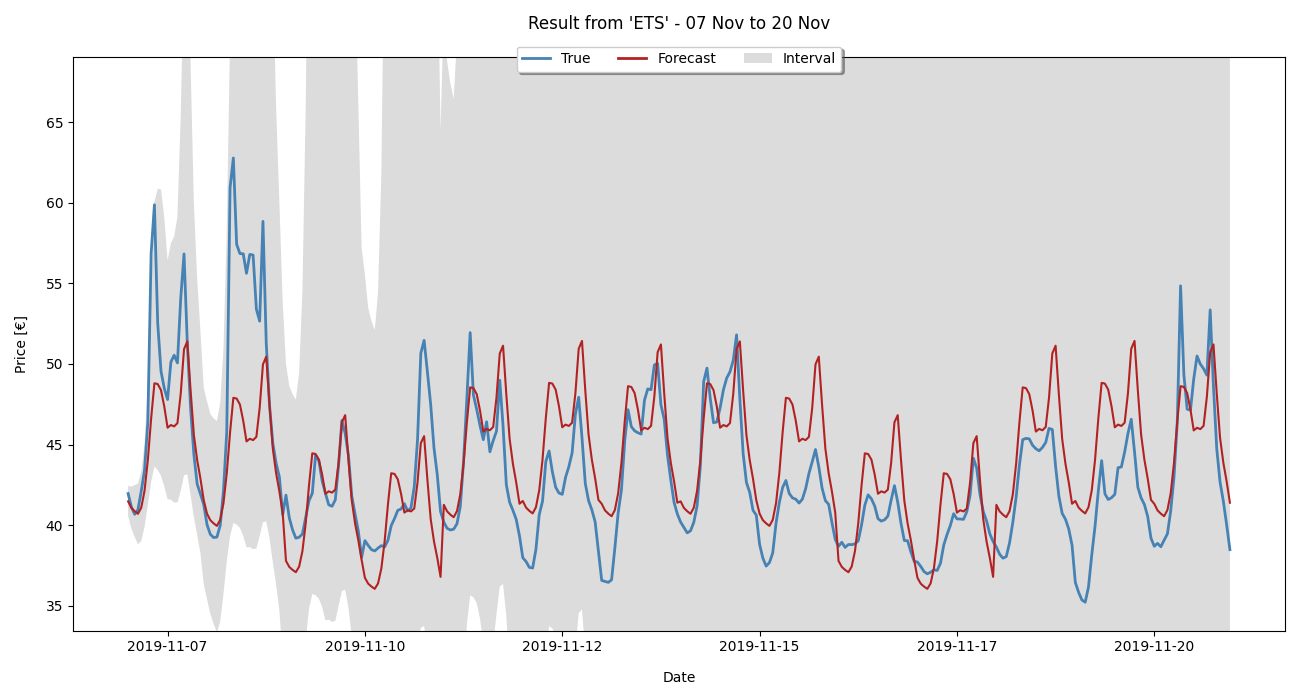 Result from 'ETS' - 07 Nov to 20 Nov
True Forecast Interval
Price [€]
65
60
55
50
45
40
35
2019-11-07 2019-11-10 2019-11-12 2019-11-15 2019-11-17 2019-11-20
Date